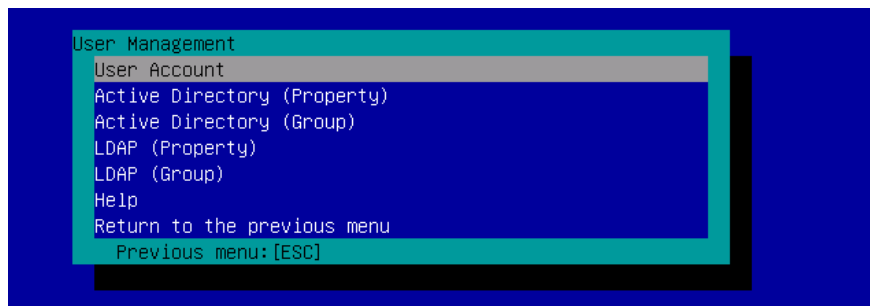 User Management
User Account
Active Directory (Property)
Active Directory (Group)
LDAP (Property)
LDAP (Group)
Help
Return to the previous menu
Previous menu:[ESC]